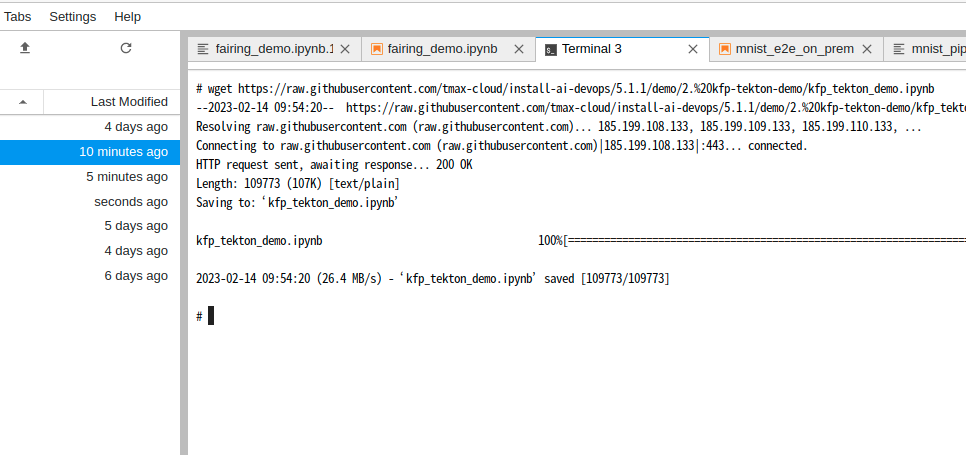 Tabs Settings Help
fairing_demo.ipynb.1
fairing_demo.ipynb
Terminal 3
mnist_e2e_on_prem
mnist_pip
Last Modified
4 days ago
10 minutes ago
5 minutes ago
seconds ago
5 days ago
4 days ago
6 days ago
# wget https://raw.githubusercontent.com/tmax-cloud/install-ai-devops/5.1.1/demo/2.%20kfp-tekton-demo/kfp_tekton_demo.ipynb
--2023-02-14 09:54:20-- https://raw.githubusercontent.com/tmax-cloud/install-ai-devops/5.1.1/demo/2.%20kfp-tekton-demo/kfp_tekt
Resolving raw.githubusercontent.com (raw.githubusercontent.com)... 185.199.108.133, 185.199.109.133, 185.199.110.133, ...
Connecting to raw.githubusercontent.com (raw.githubusercontent.com)|185.199.108.133|:443... connected.
HTTP request sent, awaiting response... 200 OK
Length: 109773 (107K) [text/plain]
Saving to: ‘kfp_tekton_demo.ipynb’
kfp_tekton_demo.ipynb 100%[===================================================================
2023-02-14 09:54:20 (26.4 MB/s) - ‘kfp_tekton_demo.ipynb’ saved [109773/109773]
#